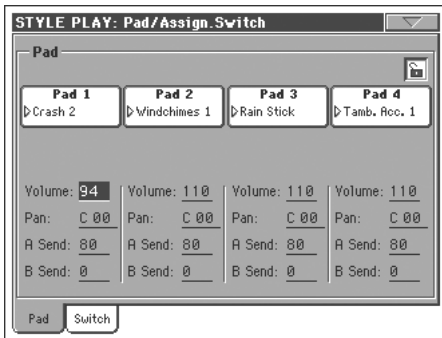 STYLE PLAY: Pad/Assign.Switch
Pad
Pad 1 Pad 2 Pad 3 Pad 4
Crash 2 Windchimes 1 Rain Stick Tamb. Acc. 1
Volume: 94 Volume: 110 Volume: 110 Volume: 110
Pan: C 00 Pan: C 00 Pan: C 00 Pan: C 00
A Send: 80 A Send: 80 A Send: 80 A Send: 80
B Send: 0 B Send: 0 B Send: 0 B Send: 0
Pad Switch